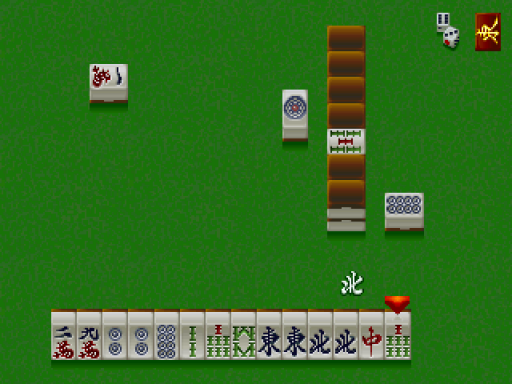 北
二萬 九萬 東 東 北 北 中